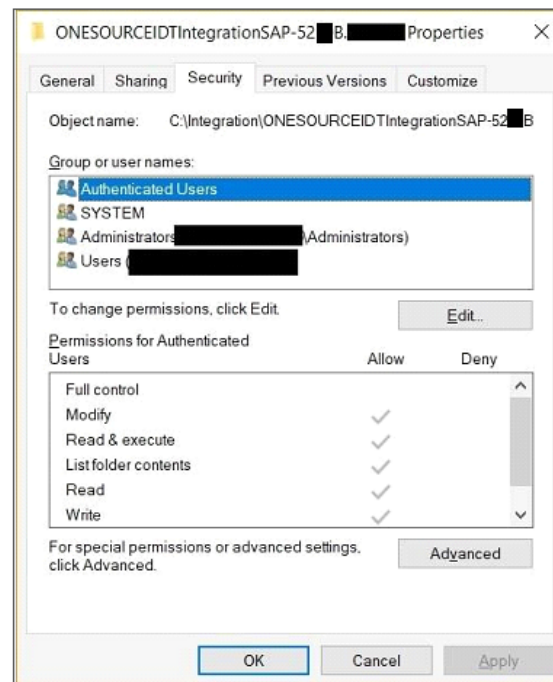 ONESOURCEIDTIntegrationSAP-52 B. Properties
General Sharing Security Previous Versions Customize
Object name: C:\Integration\ONESOURCEIDTIntegrationSAP-52 B
Group or user names:
Authenticated Users
SYSTEM
Administrators \Administrators)
Users (
To change permissions, click Edit.
Edit...
Permissions for Authenticated
Users Allow Deny
Full control
Modify
Read & execute
List folder contents
Read
Write
For special permissions or advanced settings,
click Advanced.
Advanced
OK Cancel Apply